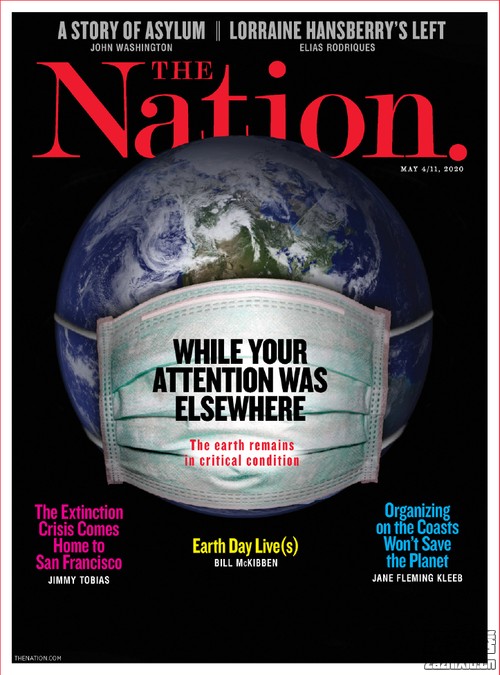 A STORY OF ASYLUM || LORRAINE HANSBERRY'S LEFT
JOHN WASHINGTON ELIAS RODRIQUES
THE
Nation.
MAY 4/11, 2020
WHILE YOUR
ATTENTION WAS
ELSEWHERE
The earth remains
in critical condition
The Extinction
Crisis Comes
Home to
San Francisco
JIMMY TOBIAS
Earth Day Live(s)
BILL McKIBBEN
Organizing
on the Coasts
Won't Save
the Planet
JANE FLEMING KLEEB
THENATION.COM